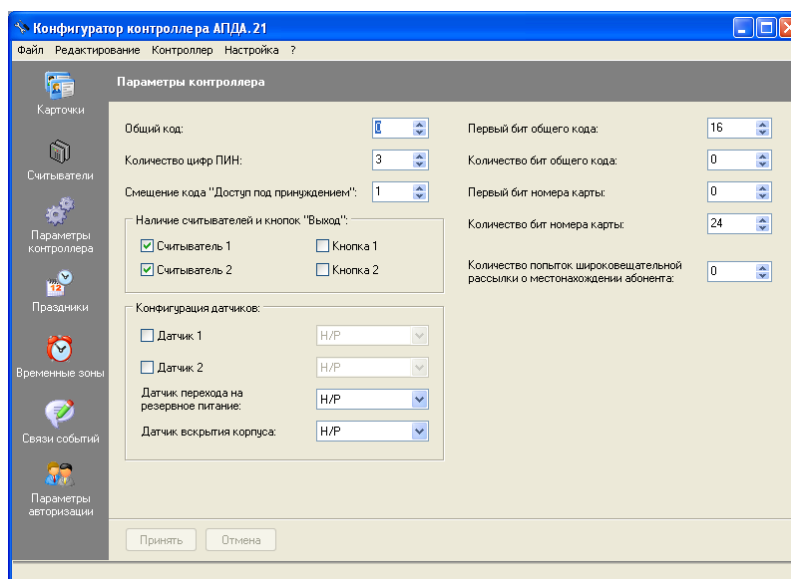 Конфигуратор контроллера АПДА.21
Файл Редактирование Контроллер Настройка ?
Карточки
Считыватели
Параметры
контроллера
Праздники
Временные зоны
Связи событий
Параметры
авторизации
Параметры контроллера
Общий код: 0
Количество цифр ПИН: 3
Смещение кода "Доступ под принуждением": 1
Наличие считывателей и кнопок "Выход":
Считыватель 1 Кнопка 1
Считыватель 2 Кнопка 2
Конфигурация датчиков:
Датчик 1 Н/Р
Датчик 2 Н/Р
Датчик перехода на
резервное питание: Н/Р
Датчик вскрытия корпуса: Н/Р
Первый бит общего кода: 16
Количество бит общего кода: 0
Первый бит номера карты: 0
Количество бит номера карты: 24
Количество попыток широковещательной
рассылки о местонахождении абонента: 0
Принять Отмена